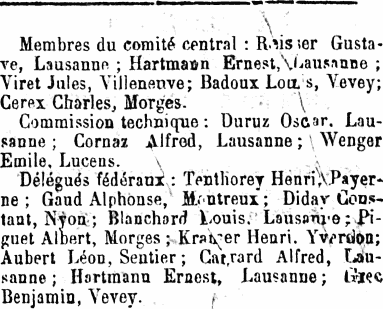 Membres du comité central : Reisser Gusta-
ve, Lausanne ; Hartmann Ernest, Lausanne ;
Viret Jules, Villeneuve; Badoux Louis, Vevey;
Cerex Charles, Morges.
Commission technique : Duruz Oscar. Lau-
sanne ; Cornaz Alfred, Lausanne ; Wenger
Emile, Lucens.
Délégués fédéraux : Tenthorey Henri, Payer-
ne ; Gaud Alphonse, Montreux ; Diday Cons-
tant, Nyon ; Blanchard Louis. Lausanne ; Pi-
guet Albert, Morges ; Henri. Yverdon;
Aubert Léon, Sentier ; Carrard Alfred, Lau-
sanne ; Hartmann Ernest, Lausanne ;
Benjamin, Vevey.